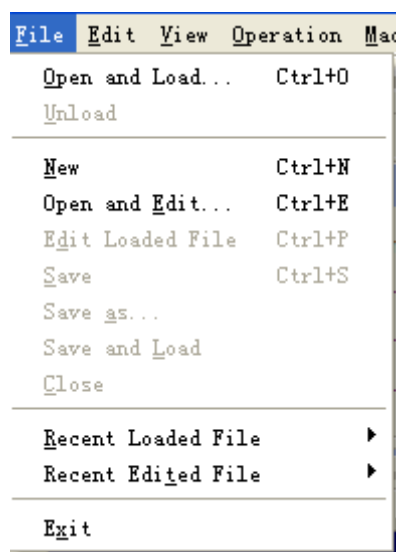 File Edit View Operation Mac
Open and Load... Ctrl+O
Unload
New Ctrl+N
Open and Edit... Ctrl+E
Edit Loaded File Ctrl+P
Save Ctrl+S
Save as...
Save and Load
Close
Recent Loaded File
Recent Edited File
Exit